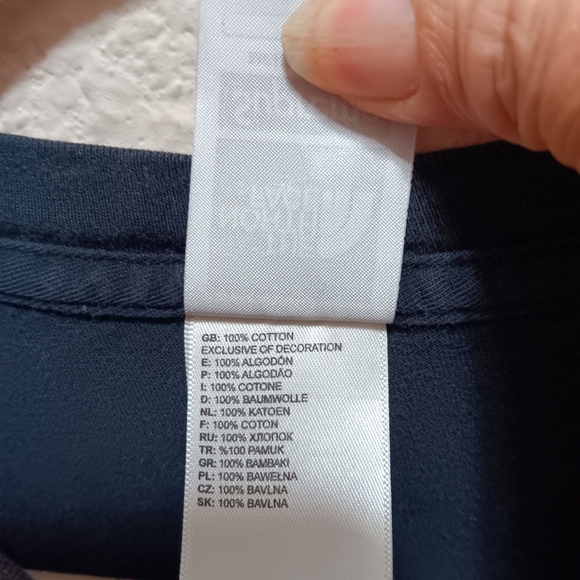 GB: 100% COTTON
EXCLUSIVE OF DECORATION
E: 100% ALGODÓN
P: 100% ALGODÃO
I: 100% COTONE
D: 100% BAUMWOLLE
NL: 100% KATOEN
F: 100% COTON
RU: 100% ХЛОПОК
TR: %100 PAMUK
GR: 100% BAMBAKI
PL: 100% BAWEŁNA
CZ: 100% BAVLNA
SK: 100% BAVLNA